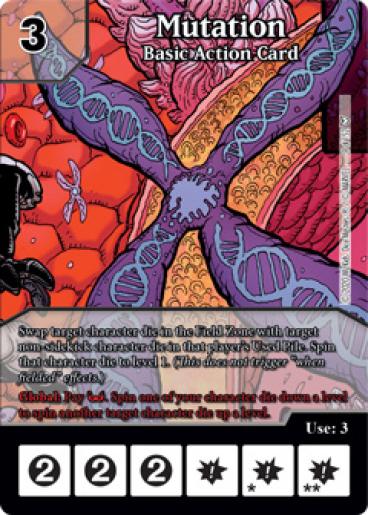 3
Mutation
Basic Action Card
Swap target character die in the Field Zone with target
non-sidekick character die in that player's Used Pile. Spin
that character die to level 1. (This does not trigger "when
fielded" effects.)
Global: Pay . Spin one of your character die down a level
to spin another target character die up a level.
Use: 3
2 2 2 * **